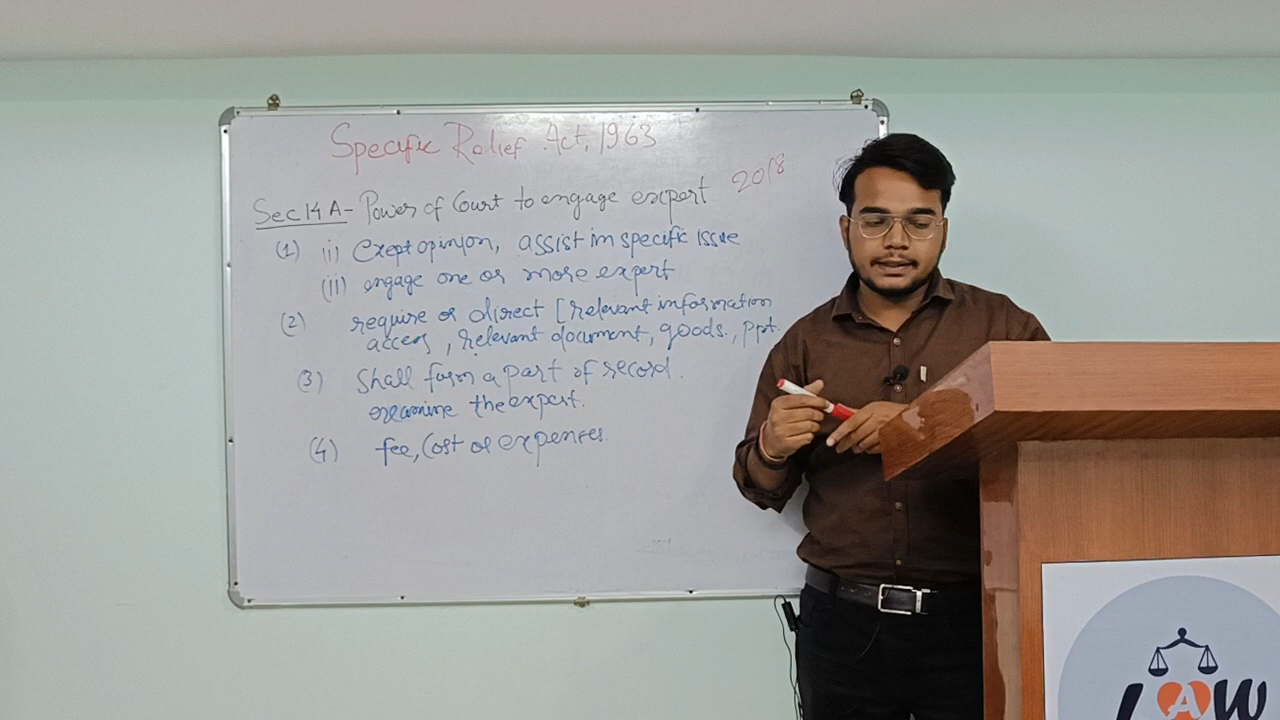 Specific Relief Act, 1963
2018
Sec 14 A - Power of Court to engage expert
(1) (i) Exept opinion, assist in specific issue
(ii) engage one or more expert
(2) require or direct [relevant information
access, relevant document, goods, ppt.
(3) Shall form a part of record.
examine the expert.
(4) fee, Cost or expenses
LAW